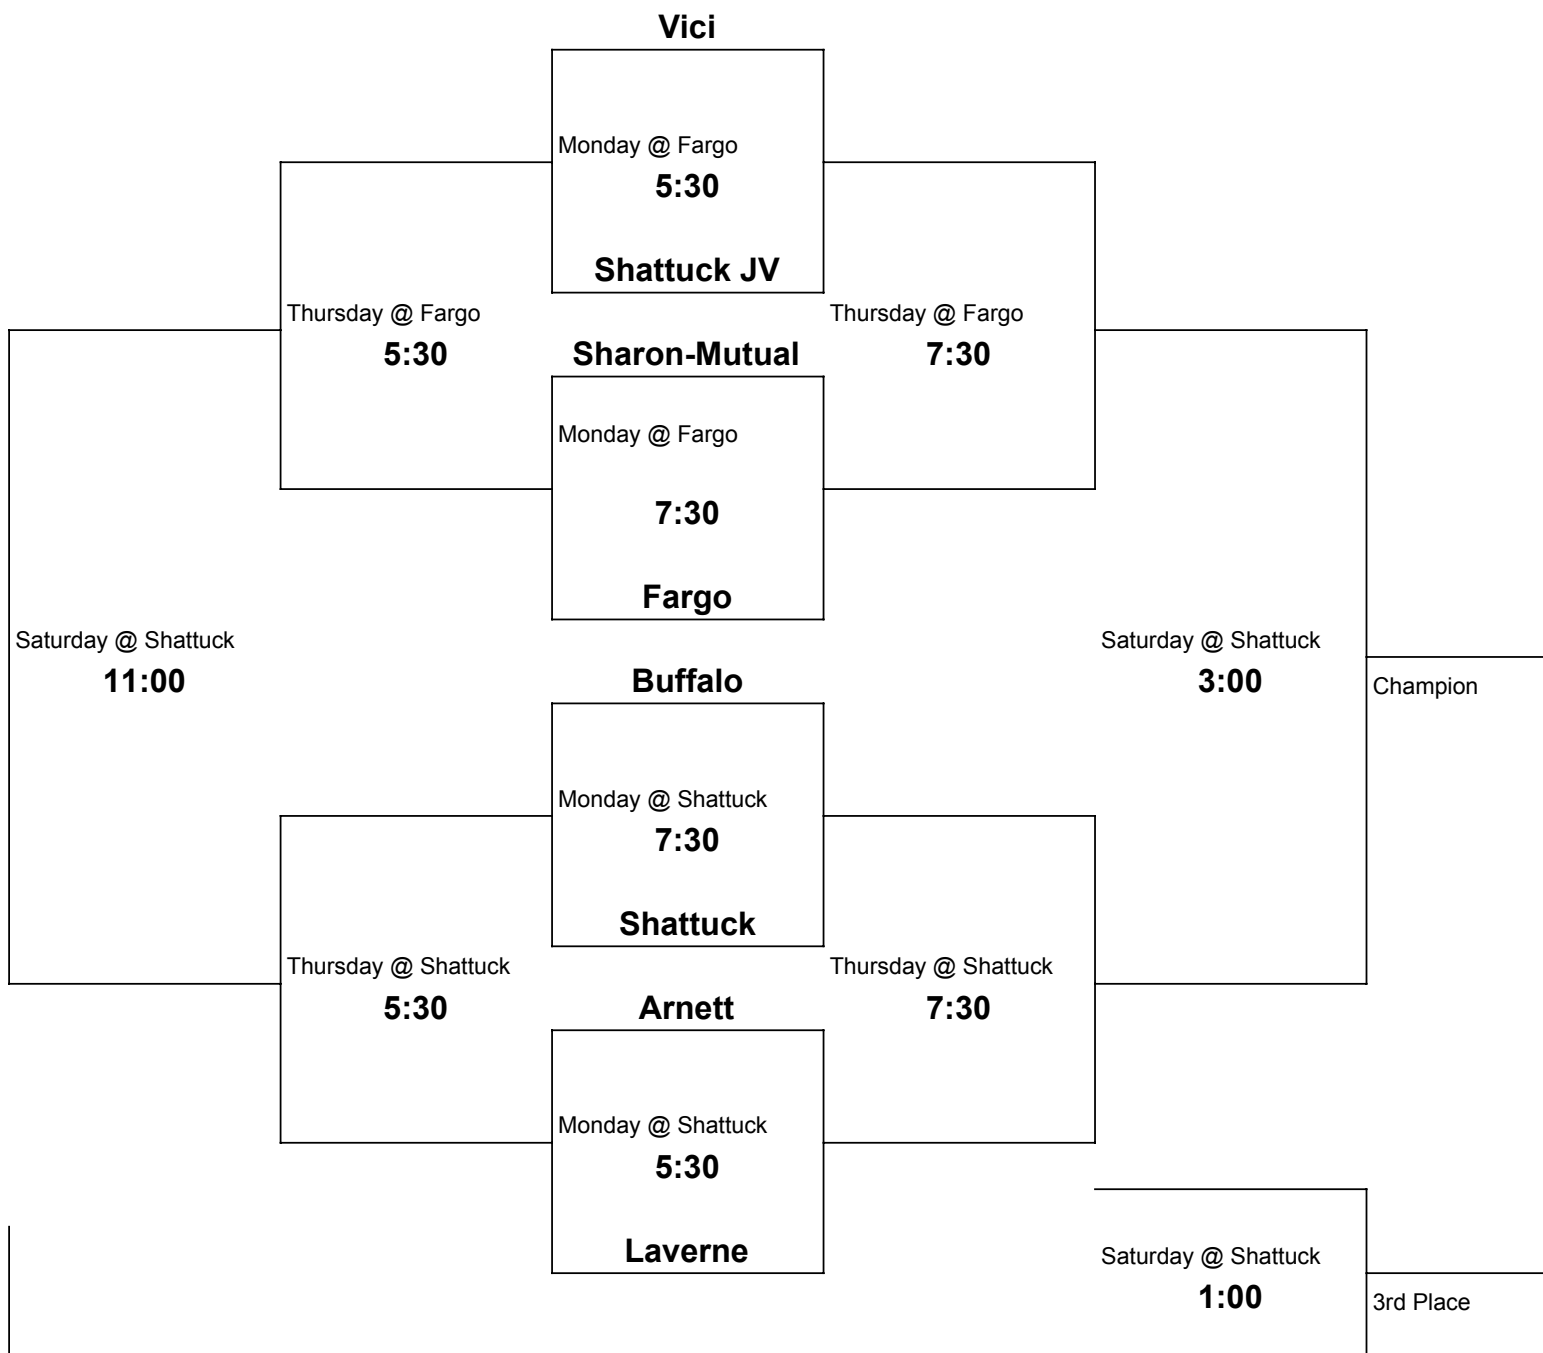 Vici
Monday @ Fargo
5:30
Shattuck JV
Thursday @ Fargo
5:30
Sharon-Mutual
Thursday @ Fargo
7:30
Monday @ Fargo
7:30
Fargo
Saturday @ Shattuck
11:00
Buffalo
Saturday @ Shattuck
3:00
Champion
Monday @ Shattuck
7:30
Shattuck
Thursday @ Shattuck
5:30
Arnett
Thursday @ Shattuck
7:30
Monday @ Shattuck
5:30
Laverne
Saturday @ Shattuck
1:00
3rd Place